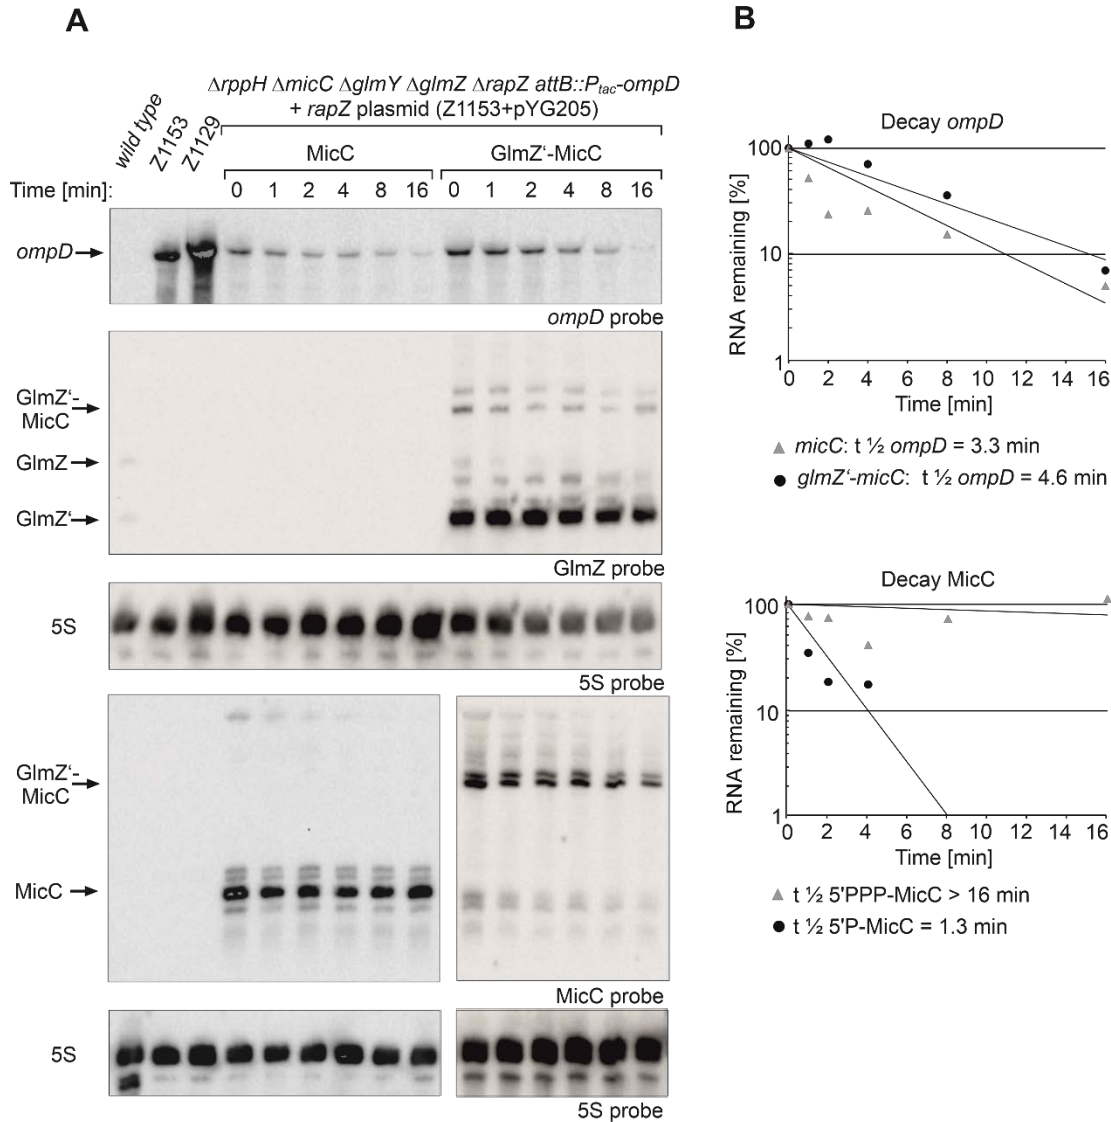 A
ΔrppH ΔmicC ΔglmY ΔglmZ ΔrapZ attB::Ptac-ompD
+ rapZ plasmid (Z1153+pYG205)
wild type
Z1153
Z1129
MicC
GlmZ‘-MicC
Time [min]:
0 1 2 4 8 16 0 1 2 4 8 16
ompD
ompD probe
GlmZ‘-
MicC
GlmZ
GlmZ‘
GlmZ probe
5S
5S probe
GlmZ‘-
MicC
MicC
MicC probe
5S
5S probe
B
Decay ompD
RNA remaining [%]
100
10
1
0 2 4 6 8 10 12 14 16
Time [min]
micC: t ½ ompD = 3.3 min
glmZ‘-micC: t ½ ompD = 4.6 min
Decay MicC
RNA remaining [%]
100
10
1
0 2 4 6 8 10 12 14 16
Time [min]
t ½ 5'PPP-MicC > 16 min
t ½ 5'P-MicC = 1.3 min